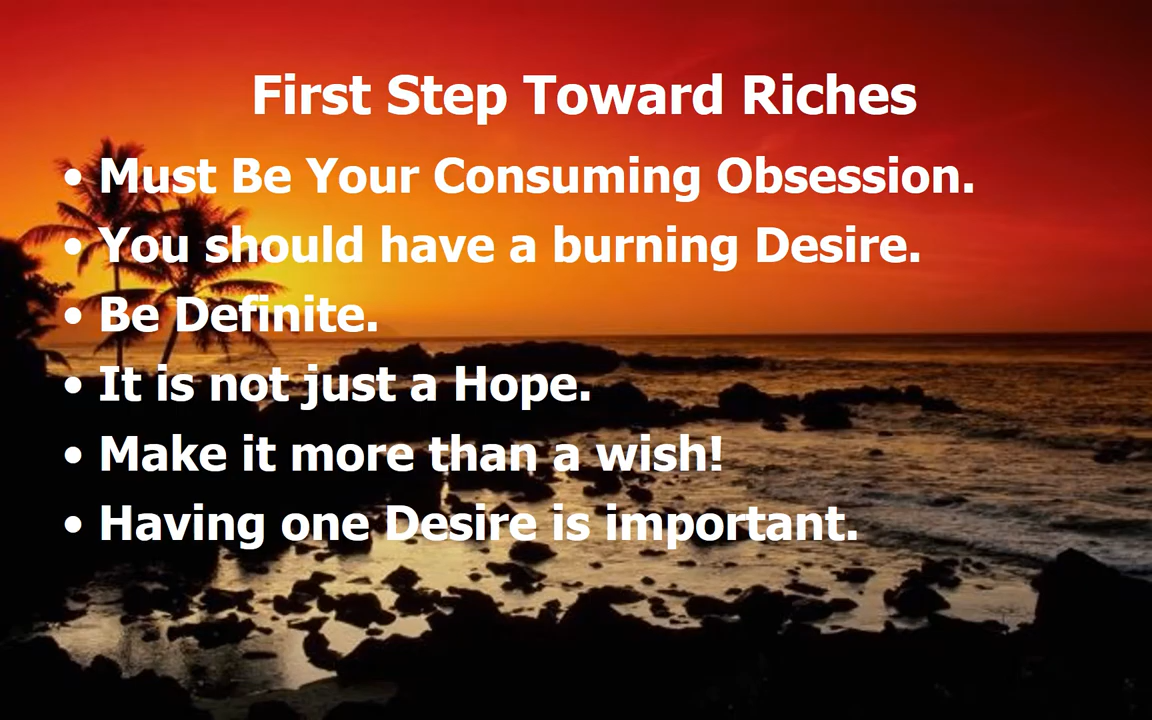 First Step Toward Riches
• Must Be Your Consuming Obsession.
• You should have a burning Desire.
• Be Definite.
• It is not just a Hope.
• Make it more than a wish!
• Having one Desire is important.